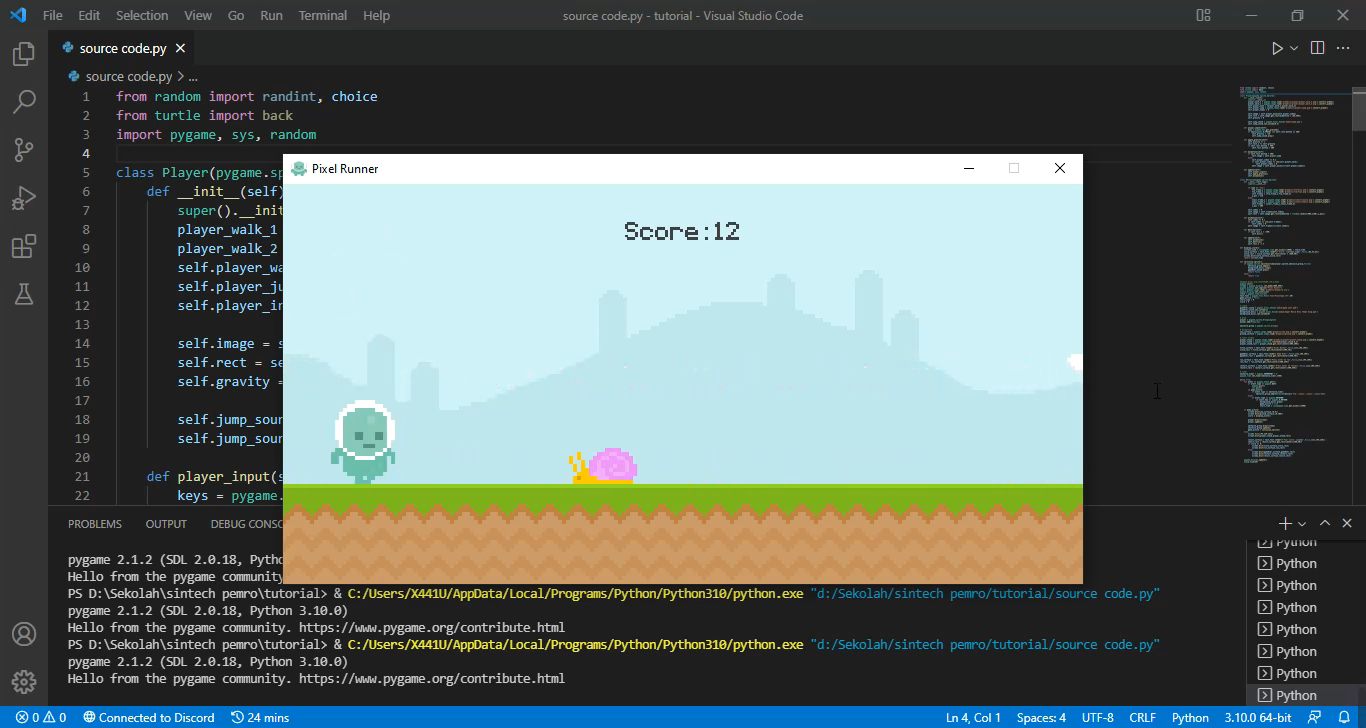 File Edit Selection View Go Run Terminal Help
source code.py - tutorial - Visual Studio Code
source code.py
source code.py > ...
1 from random import randint, choice
2 from turtle import back
3 import pygame, sys, random
4
5 class Player(pygame.sp
6 def __init__(self)
7 super().__init
8 player_walk_1
9 player_walk_2
10 self.player_wa
11 self.player_ju
12 self.player_in
13
14 self.image = s
15 self.rect = se
16 self.gravity =
17
18 self.jump_soun
19 self.jump_soun
20
21 def player_input(s
22 keys = pygame.
Pixel Runner
Score:12
PROBLEMS OUTPUT DEBUG CONSC
pygame 2.1.2 (SDL 2.0.18, Pytho
Hello from the pygame community
PS D:\Sekolah\sintech pemro\tutorial> & C:/Users/X441U/AppData/Local/Programs/Python/Python310/python.exe "d:/Sekolah/sintech pemro/tutorial/source code.py"
pygame 2.1.2 (SDL 2.0.18, Python 3.10.0)
Hello from the pygame community. https://www.pygame.org/contribute.html
PS D:\Sekolah\sintech pemro\tutorial> & C:/Users/X441U/AppData/Local/Programs/Python/Python310/python.exe "d:/Sekolah/sintech pemro/tutorial/source code.py"
pygame 2.1.2 (SDL 2.0.18, Python 3.10.0)
Hello from the pygame community. https://www.pygame.org/contribute.html
Python
Python
Python
Python
Python
Python
Python
Python
0 0 Connected to Discord 24 mins
Ln 4, Col 1 Spaces: 4 UTF-8 CRLF Python 3.10.0 64-bit